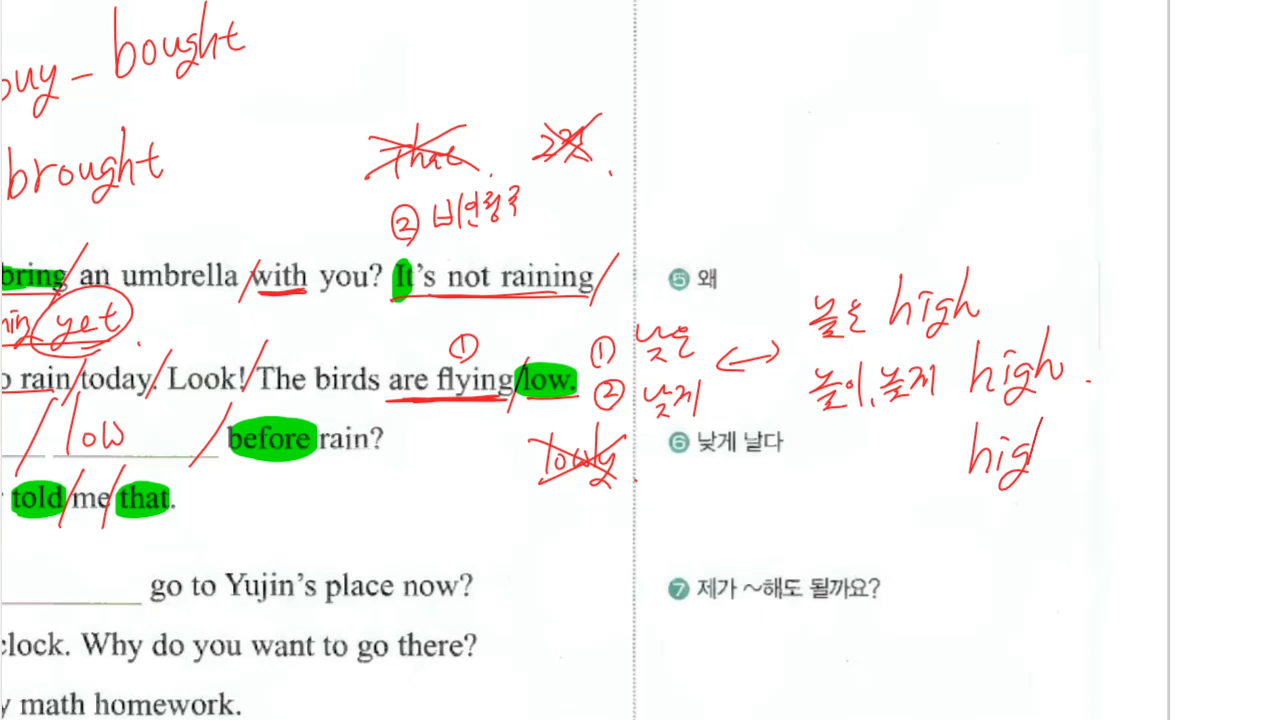 buy - bought
brought
that. 그것.
② 비인칭주
bring an umbrella with you? It's not raining ⑤ 왜
yet.
① ① 낮은 ↔ 높은 high
rain today. Look! The birds are flying low. ② 낮게 높이, 높게 high.
low before rain? lowly. ⑥ 낮게 날다 hig
told me that.
go to Yujin's place now? ⑦ 제가 ~해도 될까요?
clock. Why do you want to go there?
math homework.